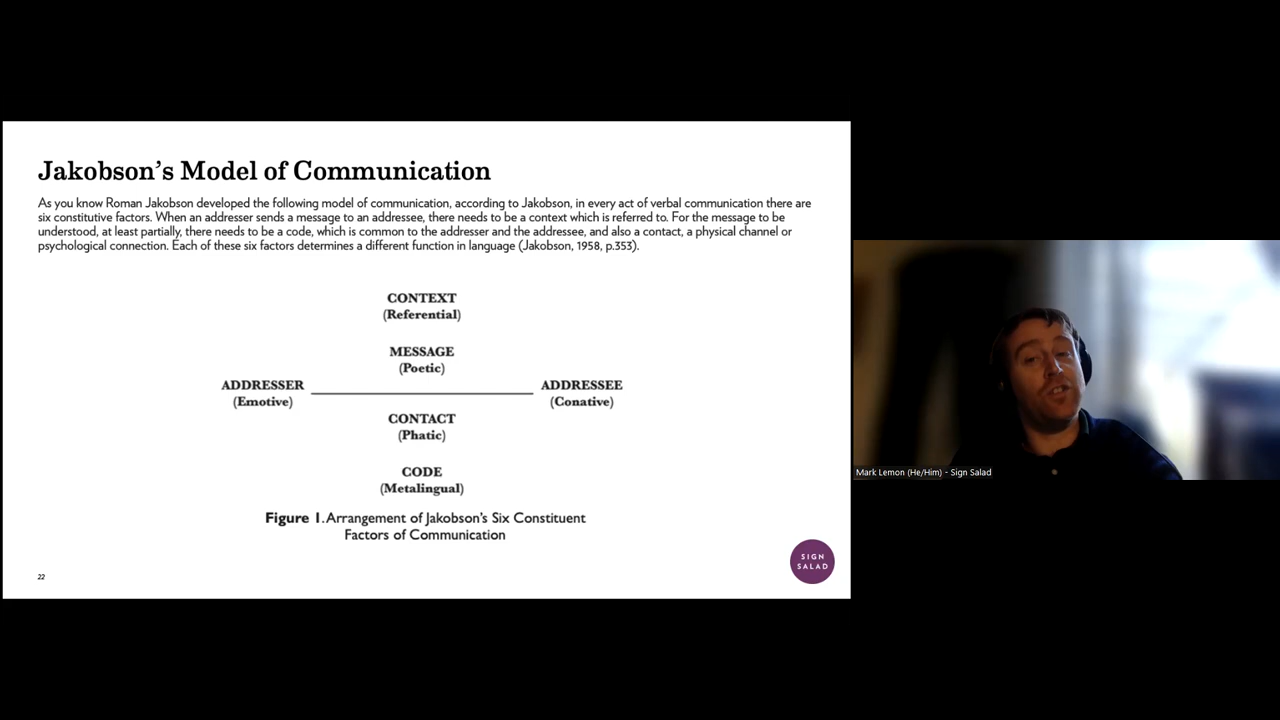 Jakobson's Model of Communication
As you know Roman Jakobson developed the following model of communication, according to Jakobson, in every act of verbal communication there are
six constitutive factors. When an addresser sends a message to an addressee, there needs to be a context which is referred to. For the message to be
understood, at least partially, there needs to be a code, which is common to the addresser and the addressee, and also a contact, a physical channel or
psychological connection. Each of these six factors determines a different function in language (Jakobson, 1958, p.353).
CONTEXT
(Referential)
MESSAGE
(Poetic)
ADDRESSER
(Emotive)
ADDRESSEE
(Conative)
CONTACT
(Phatic)
CODE
(Metalingual)
Figure 1. Arrangement of Jakobson's Six Constituent
Factors of Communication
22
SIGN
SALAD
Mark Lemon (He/Him) - Sign Salad